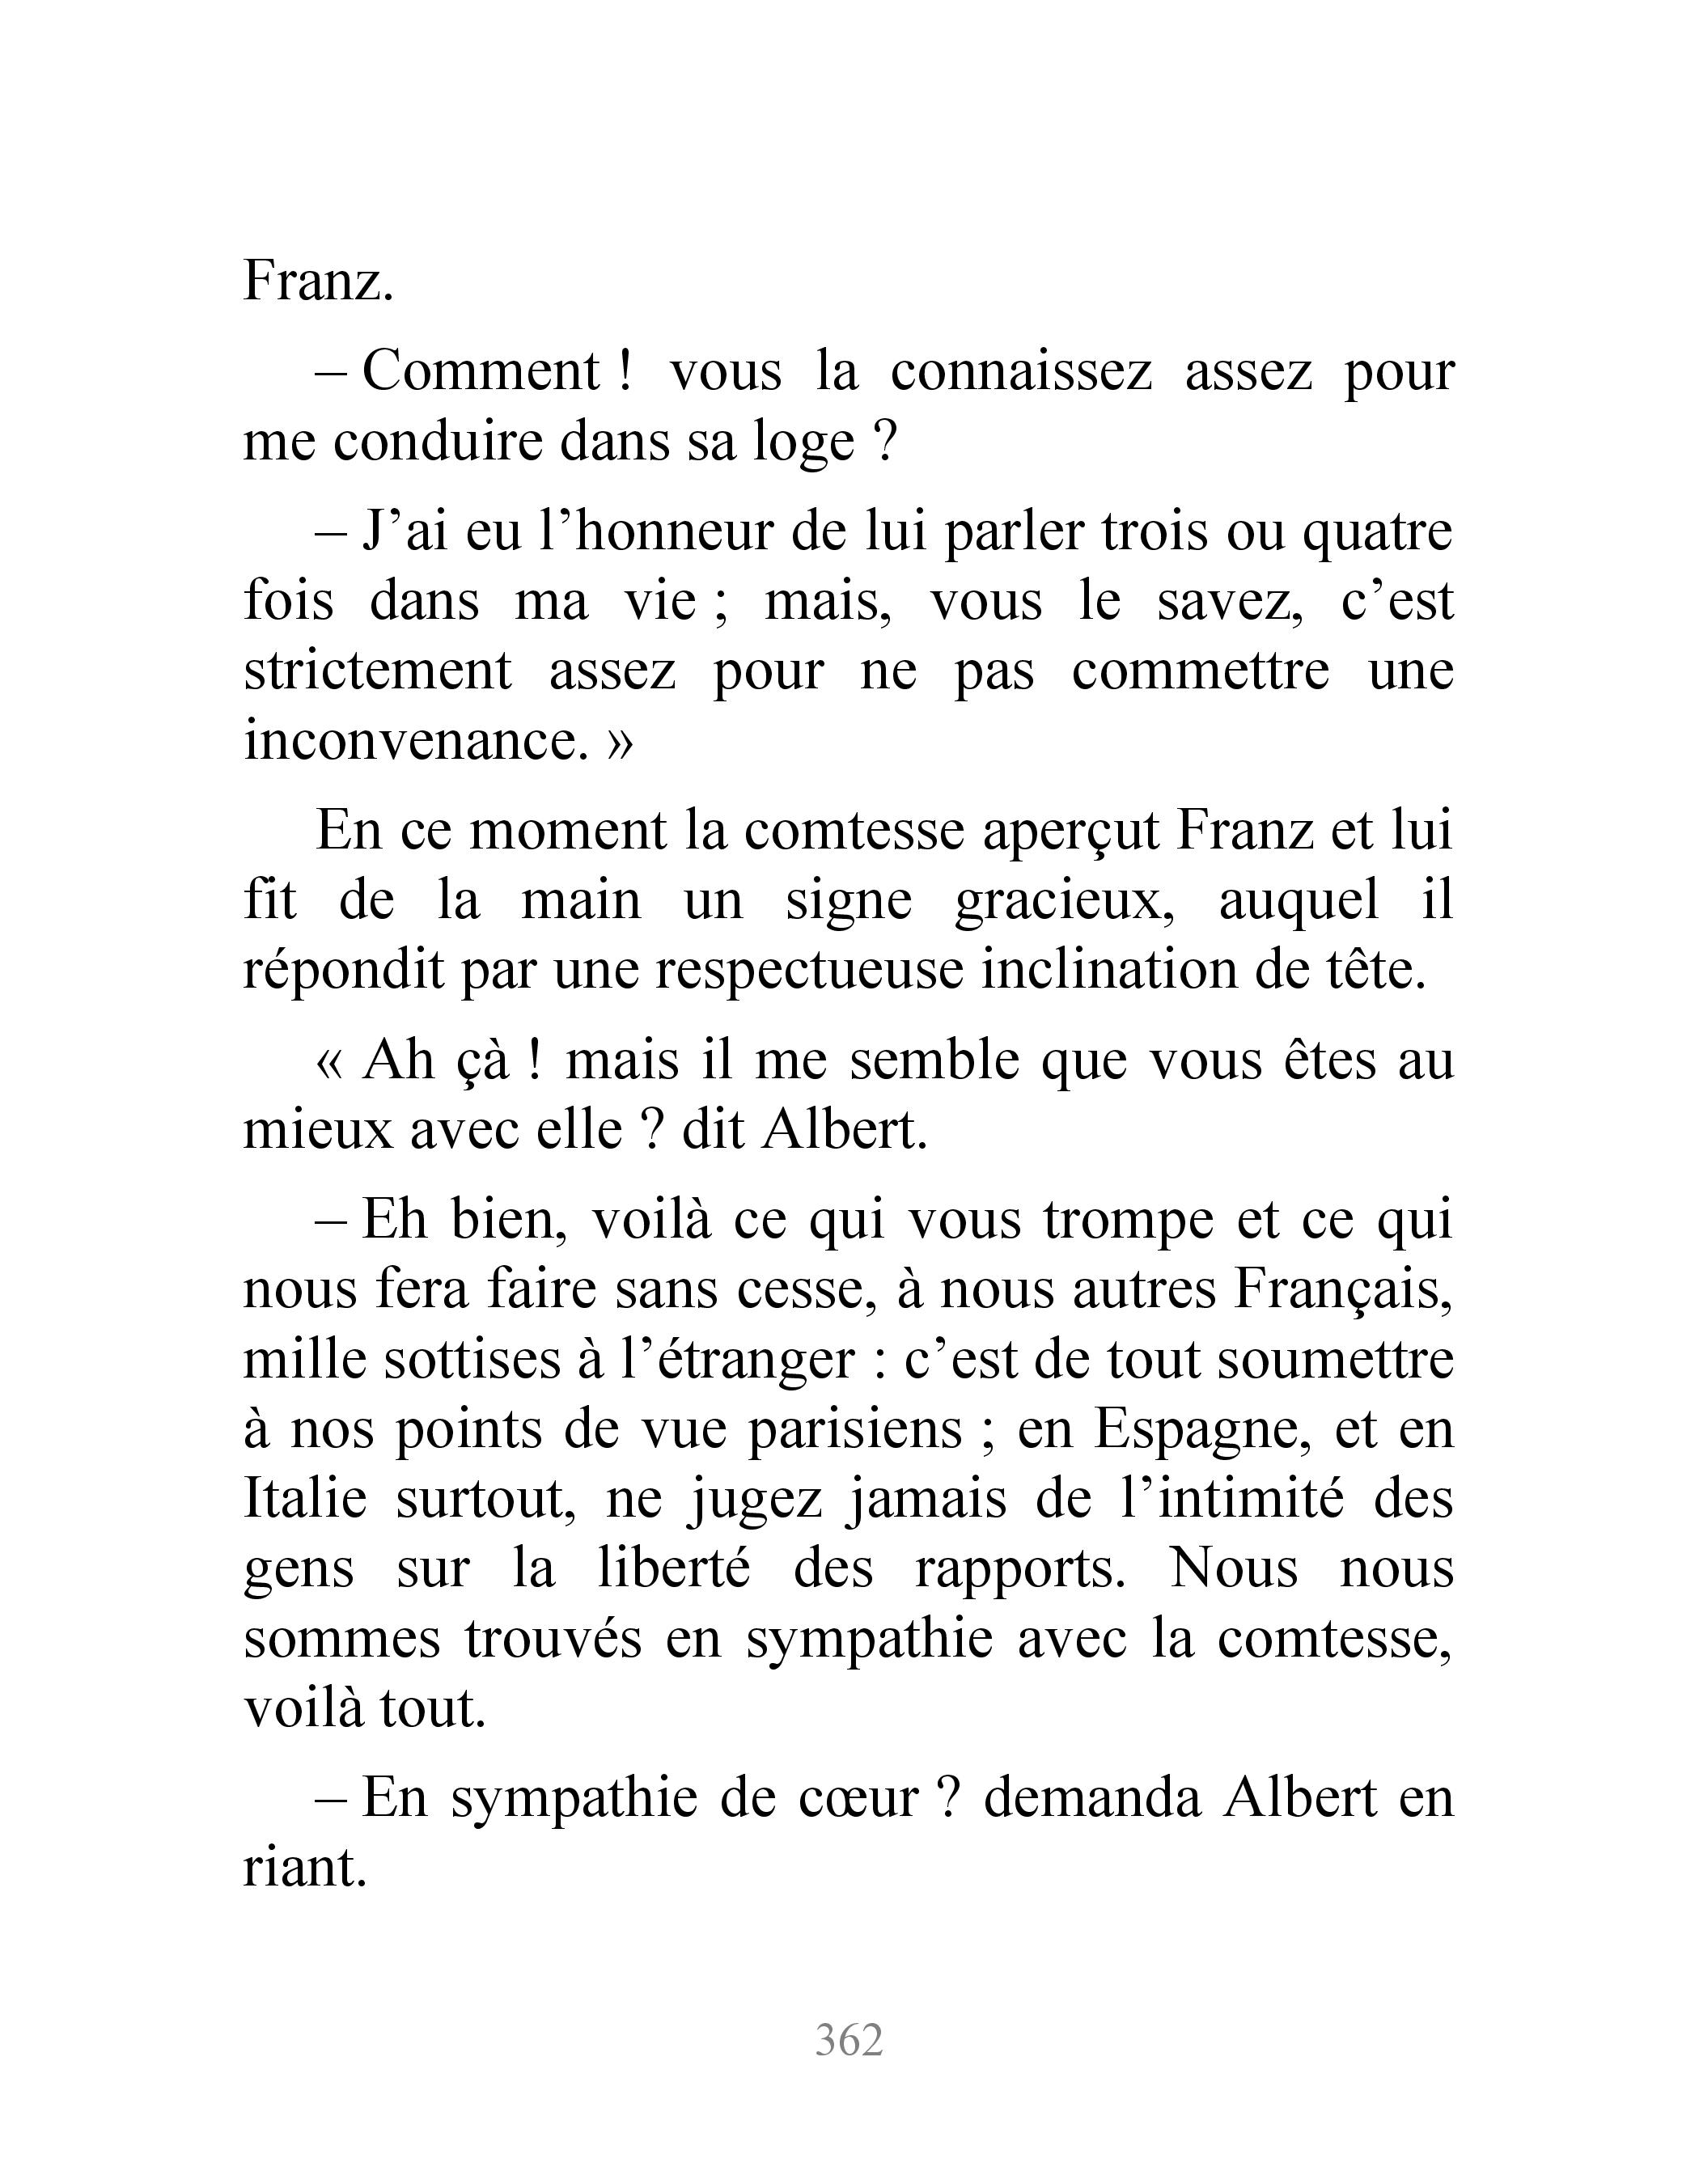 Franz.
– Comment ! vous la connaissez assez pour
me conduire dans sa loge ?
– J’ai eu l’honneur de lui parler trois ou quatre
fois dans ma vie ; mais, vous le savez, c’est
strictement assez pour ne pas commettre une
inconvenance. »
En ce moment la comtesse aperçut Franz et lui
fit de la main un signe gracieux, auquel il
répondit par une respectueuse inclination de tête.
« Ah çà ! mais il me semble que vous êtes au
mieux avec elle ? dit Albert.
– Eh bien, voilà ce qui vous trompe et ce qui
nous fera faire sans cesse, à nous autres Français,
mille sottises à l’étranger : c’est de tout soumettre
à nos points de vue parisiens ; en Espagne, et en
Italie surtout, ne jugez jamais de l’intimité des
gens sur la liberté des rapports. Nous nous
sommes trouvés en sympathie avec la comtesse,
voilà tout.
– En sympathie de cœur ? demanda Albert en
riant.
362